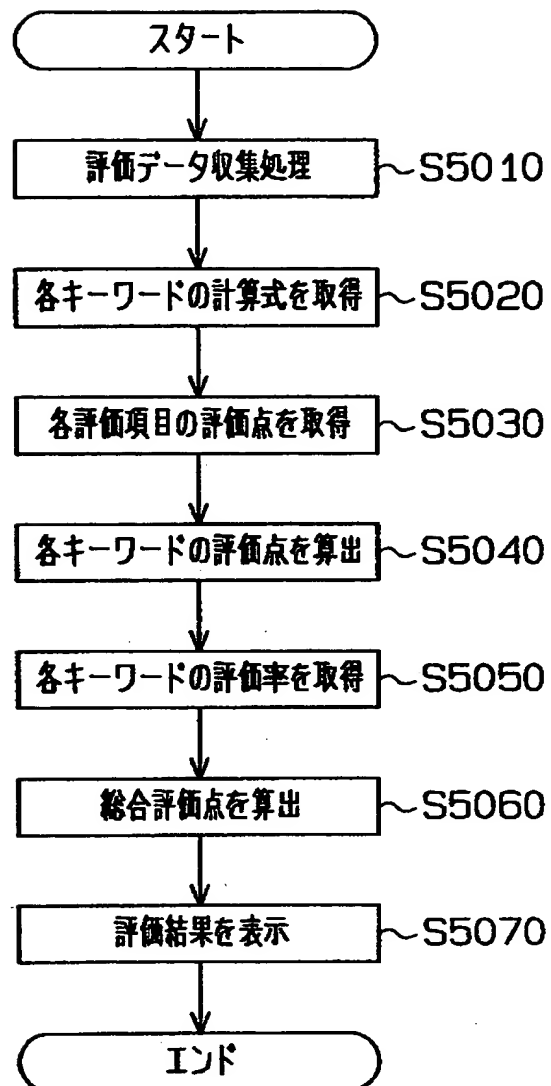 スタート
評価データ収集処理 ~S5010
各キーワードの計算式を取得 ~S5020
各評価項目の評価点を取得 ~S5030
各キーワードの評価点を算出 ~S5040
各キーワードの評価率を取得 ~S5050
総合評価点を算出 ~S5060
評価結果を表示 ~S5070
エンド